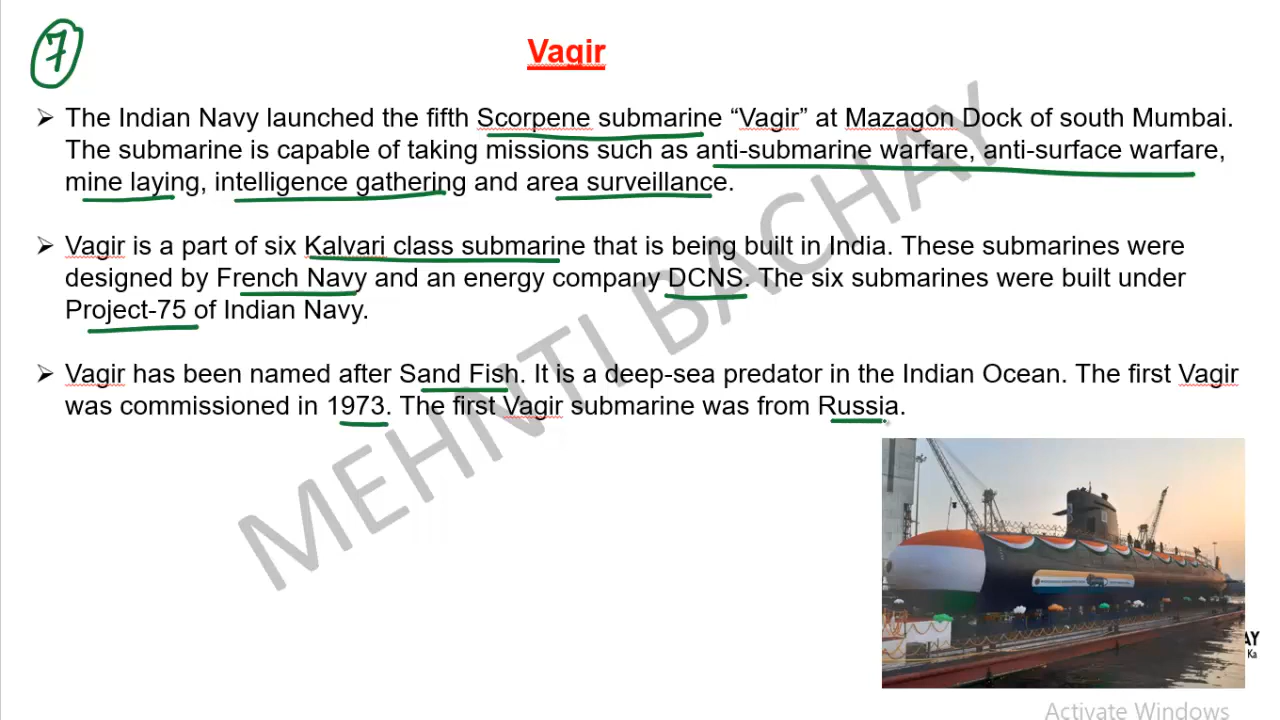 7
Vagir
➢ The Indian Navy launched the fifth Scorpene submarine “Vagir” at Mazagon Dock of south Mumbai.
The submarine is capable of taking missions such as anti-submarine warfare, anti-surface warfare,
mine laying, intelligence gathering and area surveillance.
➢ Vagir is a part of six Kalvari class submarine that is being built in India. These submarines were
designed by French Navy and an energy company DCNS. The six submarines were built under
Project-75 of Indian Navy.
➢ Vagir has been named after Sand Fish. It is a deep-sea predator in the Indian Ocean. The first Vagir
was commissioned in 1973. The first Vagir submarine was from Russia.
MEHNTI BACHAY
AY
Ka
Activate Windows